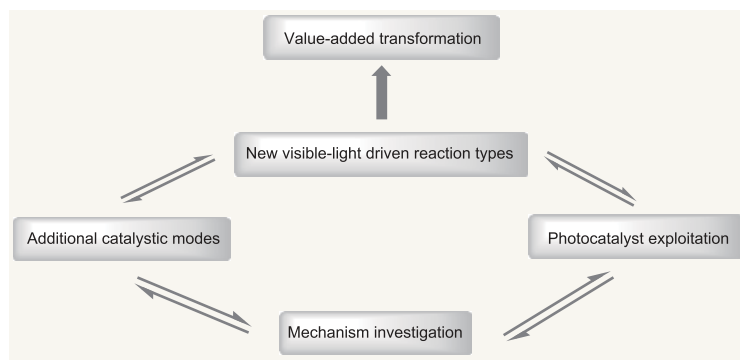 Value-added transformation
New visible-light driven reaction types
Additional catalystic modes
Photocatalyst exploitation
Mechanism investigation